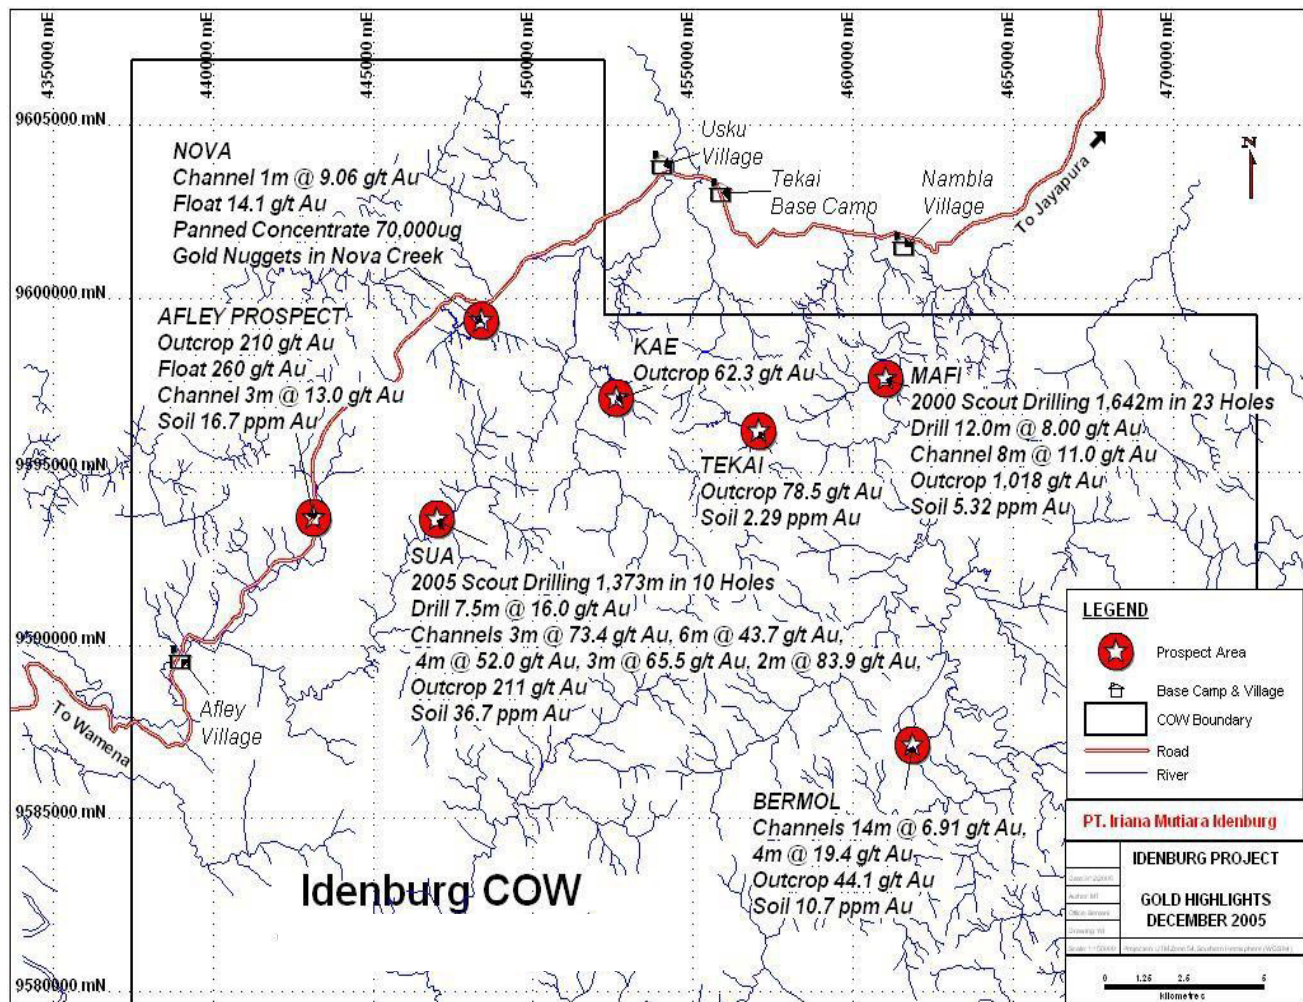 435000 mE
440000 mE
445000 mE
450000 mE
455000 mE
460000 mE
465000 mE
470000 mE
9605000 mN
9600000 mN
9595000 mN
9590000 mN
9585000 mN
9580000 mN
N
NOVA
Channel 1m @ 9.06 g/t Au
Float 14.1 g/t Au
Panned Concentrate 70,000ug
Gold Nuggets in Nova Creek
Usku
Village
Tekai
Base Camp
Nambla
Village
To Jayapura
AFLEY PROSPECT
Outcrop 210 g/t Au
Float 260 g/t Au
Channel 3m @ 13.0 g/t Au
Soil 16.7 ppm Au
KAE
Outcrop 62.3 g/t Au
MAFI
2000 Scout Drilling 1,642m in 23 Holes
Drill 12.0m @ 8.00 g/t Au
Channel 8m @ 11.0 g/t Au
Outcrop 1,018 g/t Au
Soil 5.32 ppm Au
TEKAI
Outcrop 78.5 g/t Au
Soil 2.29 ppm Au
SUA
2005 Scout Drilling 1,373m in 10 Holes
Drill 7.5m @ 16.0 g/t Au
Channels 3m @ 73.4 g/t Au, 6m @ 43.7 g/t Au,
4m @ 52.0 g/t Au, 3m @ 65.5 g/t Au, 2m @ 83.9 g/t Au,
Outcrop 211 g/t Au
Soil 36.7 ppm Au
Afley
Village
To Wamena
BERMOL
Channels 14m @ 6.91 g/t Au,
4m @ 19.4 g/t Au
Outcrop 44.1 g/t Au
Soil 10.7 ppm Au
Idenburg COW
LEGEND
Prospect Area
Base Camp & Village
COW Boundary
Road
River
PT. Iriana Mutiara Idenburg
IDENBURG PROJECT
GOLD HIGHLIGHTS
DECEMBER 2005
0 1.25 2.5 5
kilometres